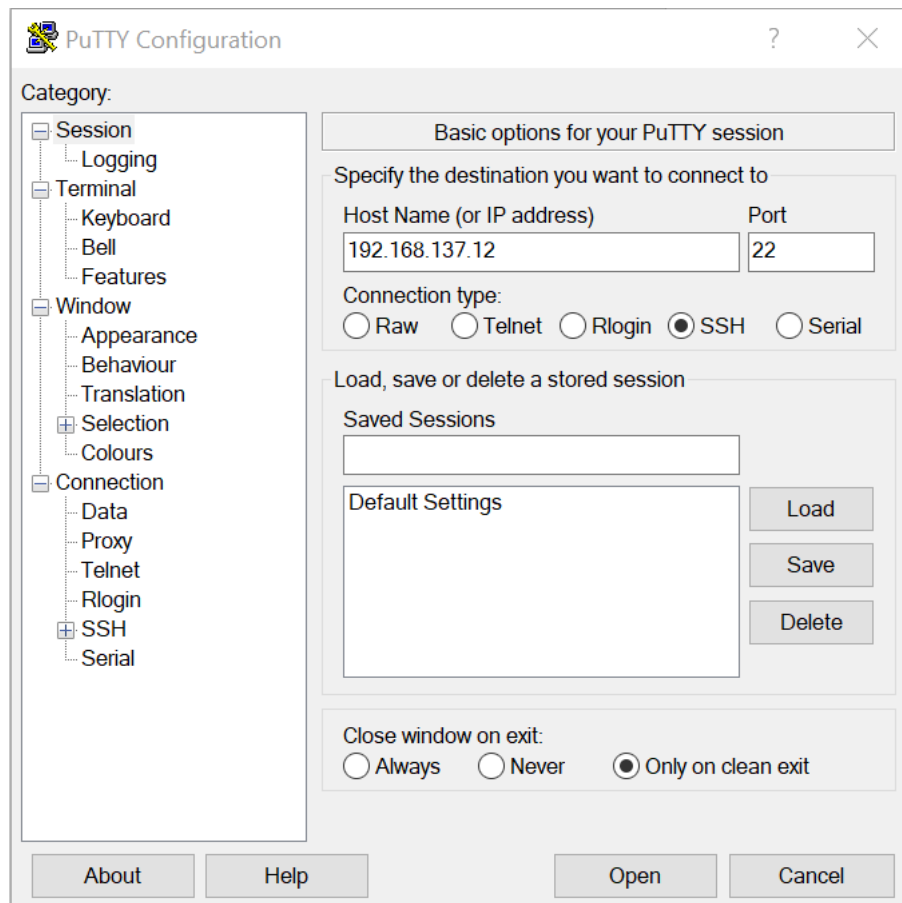 PuTTY Configuration
?
Category:
Session
Logging
Terminal
Keyboard
Bell
Features
Window
Appearance
Behaviour
Translation
Selection
Colours
Connection
Data
Proxy
Telnet
Rlogin
SSH
Serial
Basic options for your PuTTY session
Specify the destination you want to connect to
Host Name (or IP address) Port
192.168.137.12 22
Connection type:
Raw Telnet Rlogin SSH Serial
Load, save or delete a stored session
Saved Sessions
Default Settings
Load
Save
Delete
Close window on exit:
Always Never Only on clean exit
About Help Open Cancel